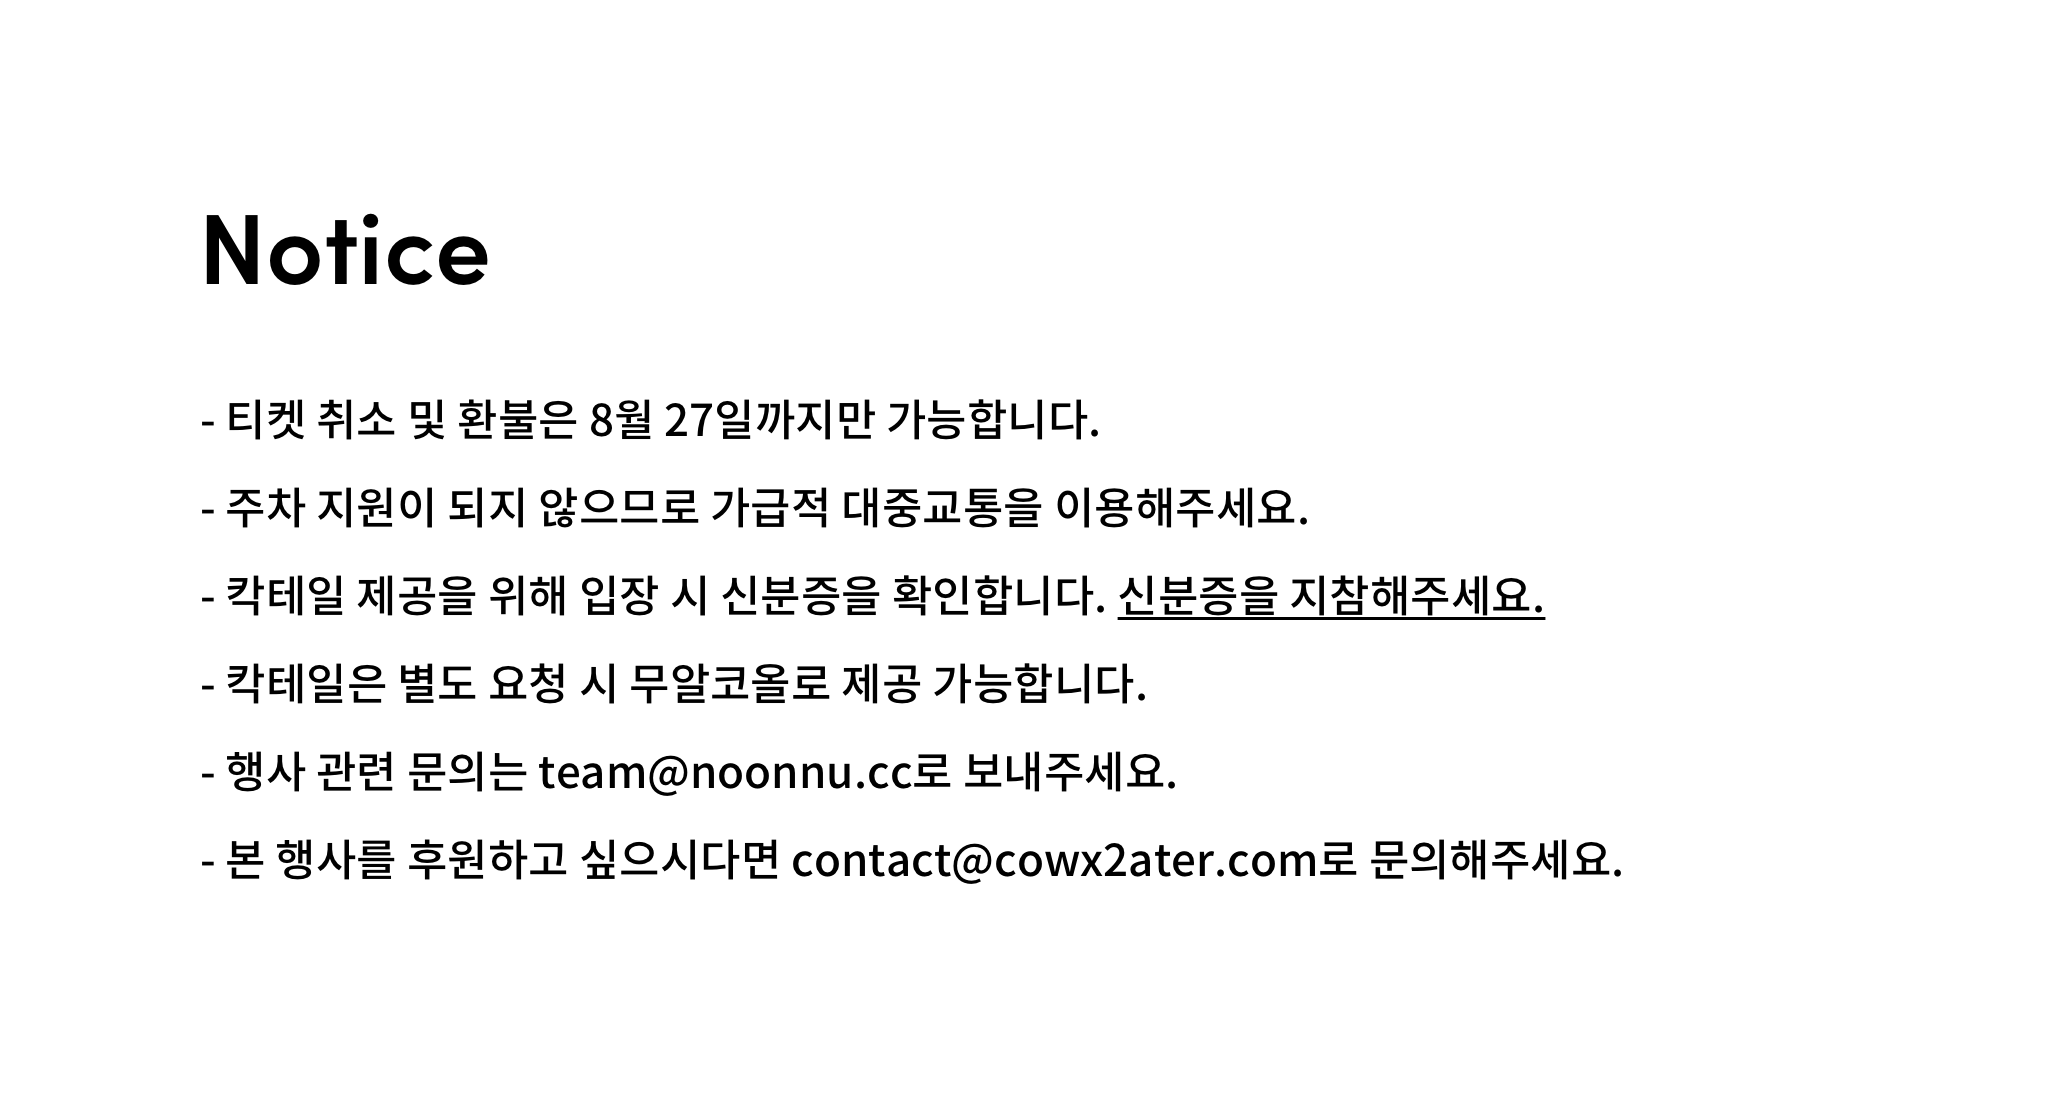 Notice
- 티켓 취소 및 환불은 8월 27일까지만 가능합니다.
- 주차 지원이 되지 않으므로 가급적 대중교통을 이용해주세요.
- 칵테일 제공을 위해 입장 시 신분증을 확인합니다. 신분증을 지참해주세요.
- 칵테일은 별도 요청 시 무알코올로 제공 가능합니다.
- 행사 관련 문의는 team@noonnu.cc로 보내주세요.
- 본 행사를 후원하고 싶으시다면 contact@cowx2ater.com로 문의해주세요.